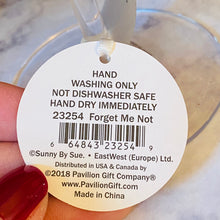 HAND
WASHING ONLY
NOT DISHWASHER SAFE
HAND DRY IMMEDIATELY
23254 Forget Me Not
6 64843 23254 9
©Sunny By Sue. • EastWest (Europe) Ltd.
Distributed in USA & Canada by
©2018 Pavilion Gift Company®
www.PavilionGift.com
Made in China